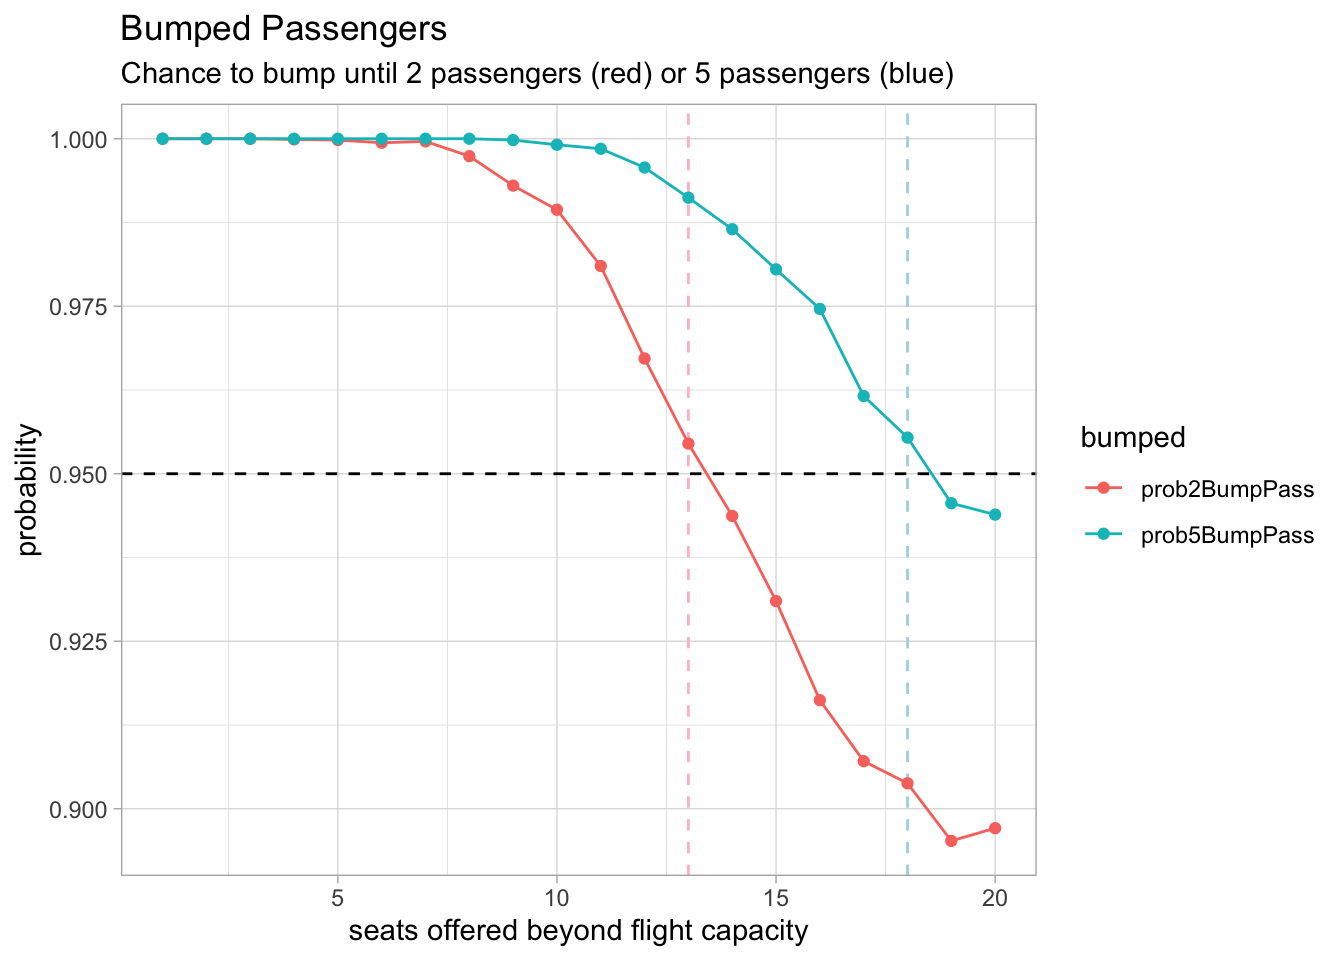 Bumped Passengers
Chance to bump until 2 passengers (red) or 5 passengers (blue)
1.000
0.975
0.950
0.925
0.900
probability
5
10
15
20
seats offered beyond flight capacity
bumped
prob2BumpPass
prob5BumpPass